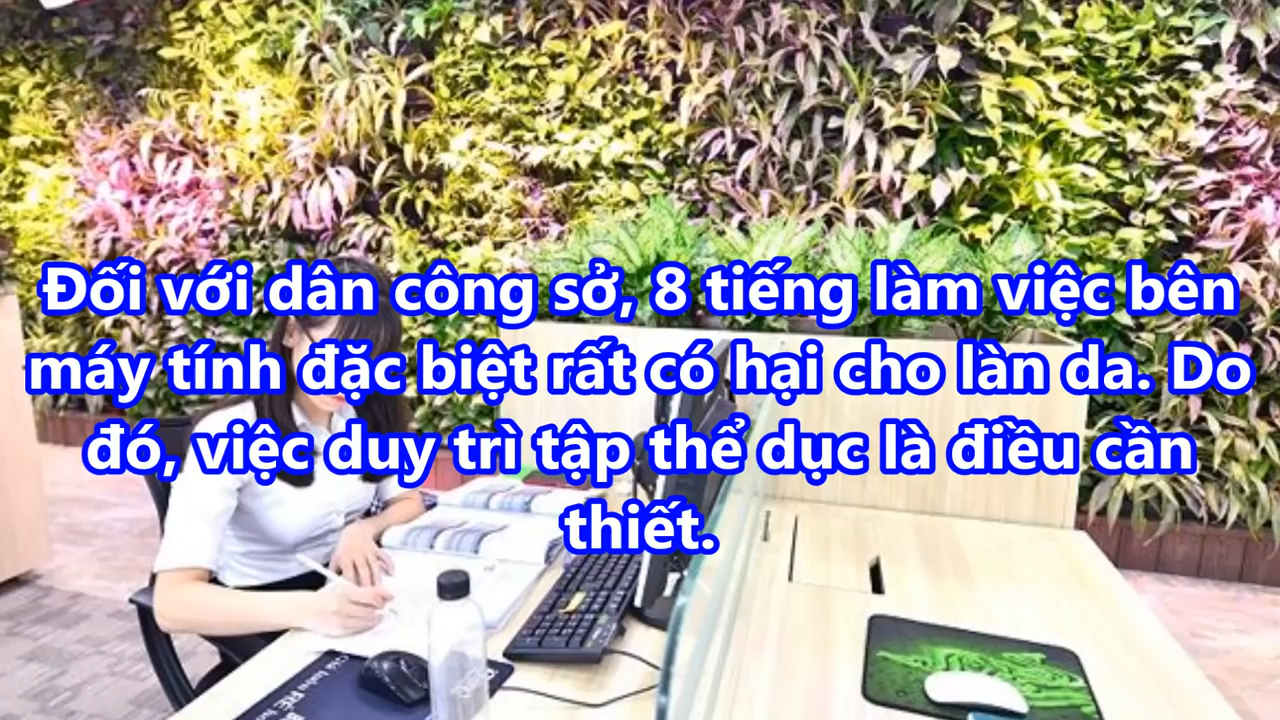 Đối với dân công sở, 8 tiếng làm việc bên
máy tính đặc biệt rất có hại cho làn da. Do
đó, việc duy trì tập thể dục là điều cần
thiết.